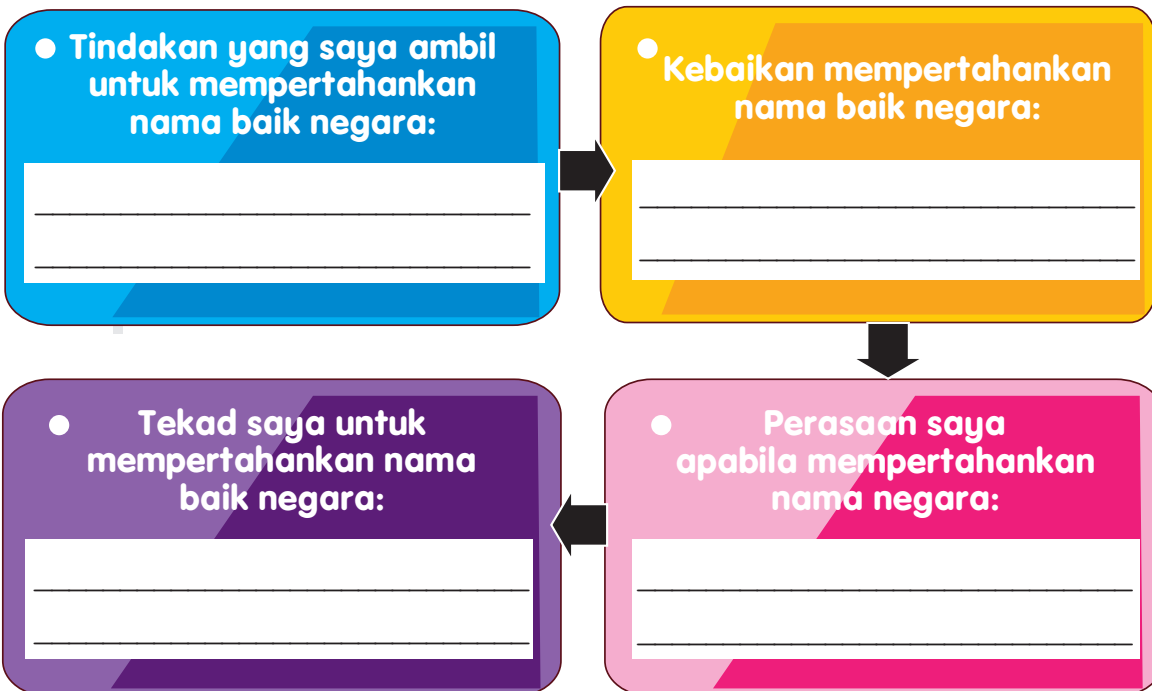 ● Tindakan yang saya ambil
untuk mempertahankan
nama baik negara:
● Kebaikan mempertahankan
nama baik negara:
● Perasaan saya
apabila mempertahankan
nama negara:
● Tekad saya untuk
mempertahankan nama
baik negara: